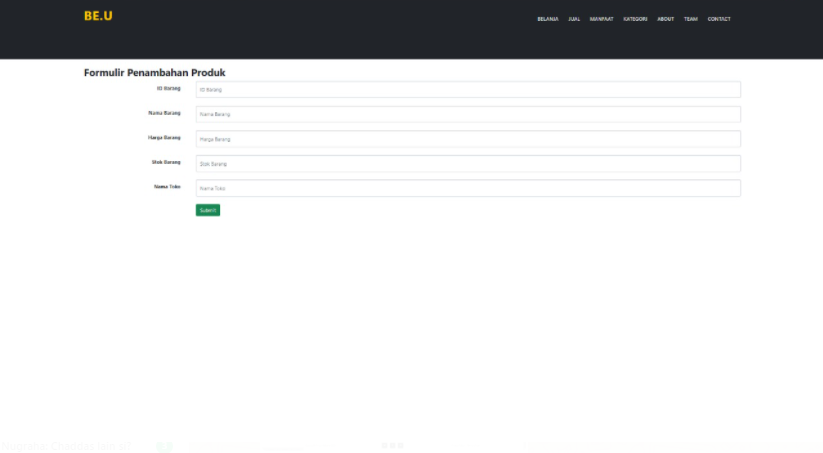 BE.U
BELANJA JUAL MANFAAT KATEGORI ABOUT TEAM CONTACT
Formulir Penambahan Produk
ID Barang
ID Barang
Nama Barang
Nama Barang
Harga Barang
Harga Barang
Stok Barang
Stok Barang
Nama Toko
Nama Toko
Submit